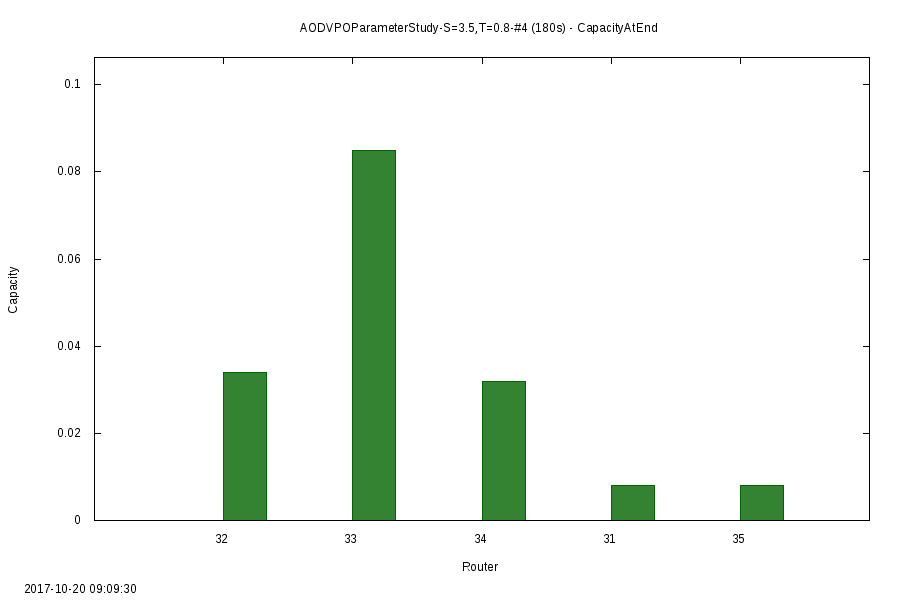 AODVPOParameterStudy-S=3.5,T=0.8-#4 (180s) - CapacityAtEnd
0.1
0.08
0.06
0.04
0.02
0
Capacity
32 33 34 31 35
Router
2017-10-20 09:09:30